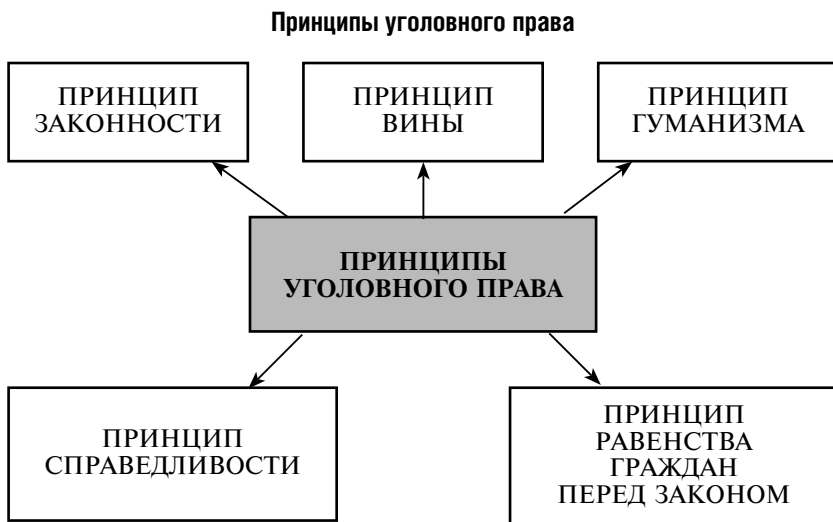 Принципы уголовного права
ПРИНЦИП
ЗАКОННОСТИ
ПРИНЦИП
ВИНЫ
ПРИНЦИП
ГУМАНИЗМА
ПРИНЦИПЫ
УГОЛОВНОГО ПРАВА
ПРИНЦИП
СПРАВЕДЛИВОСТИ
ПРИНЦИП
РАВЕНСТВА
ГРАЖДАН
ПЕРЕД ЗАКОНОМ